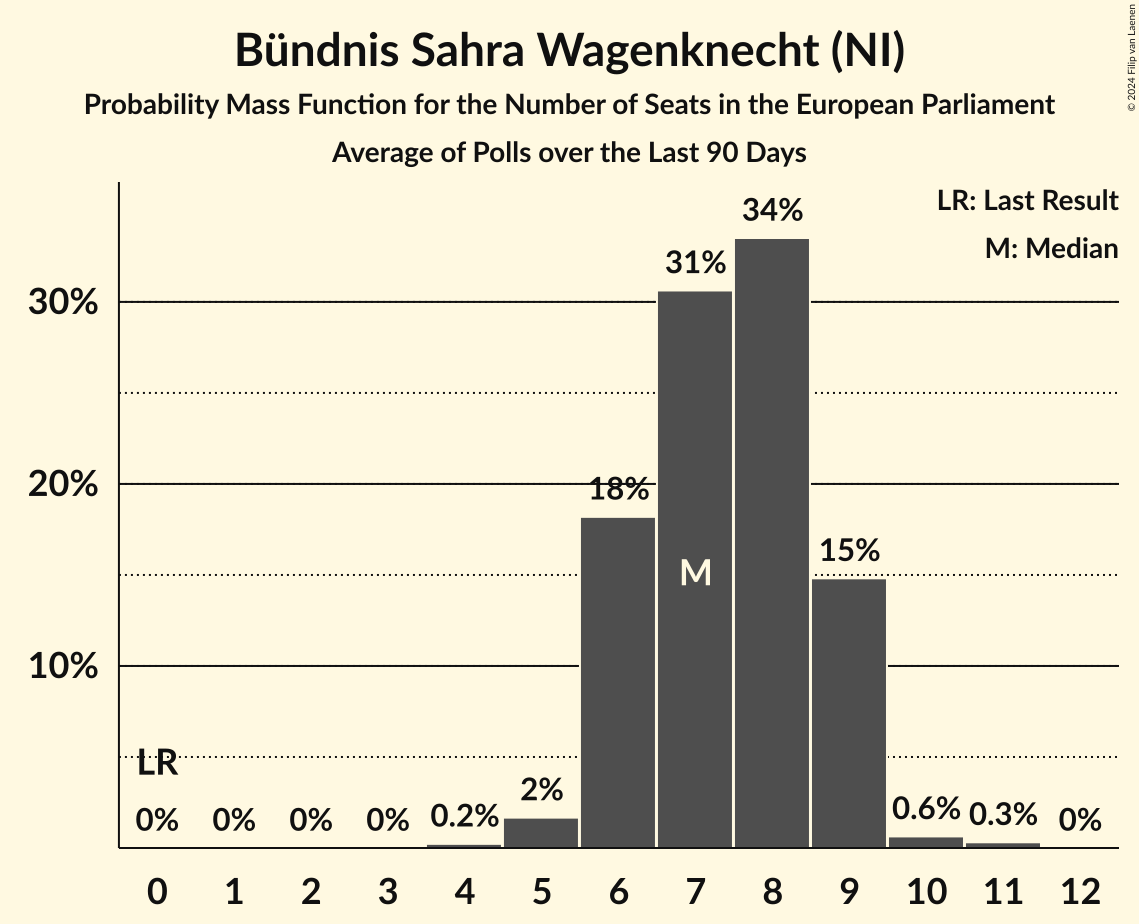 © 2024 Filip van Laenen
Bündnis Sahra Wagenknecht (NI)
Probability Mass Function for the Number of Seats in the European Parliament
Average of Polls over the Last 90 Days
LR: Last Result
M: Median
34%
31%
30%
20%
18%
15%
M
10%
LR
0% 0% 0% 0% 0.2% 2% 0.6% 0.3% 0%
0 1 2 3 4 5 6 7 8 9 10 11 12